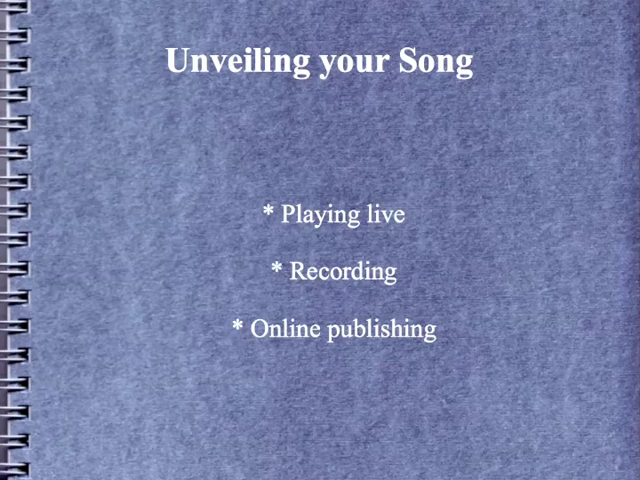 Unveiling your Song
* Playing live
* Recording
* Online publishing